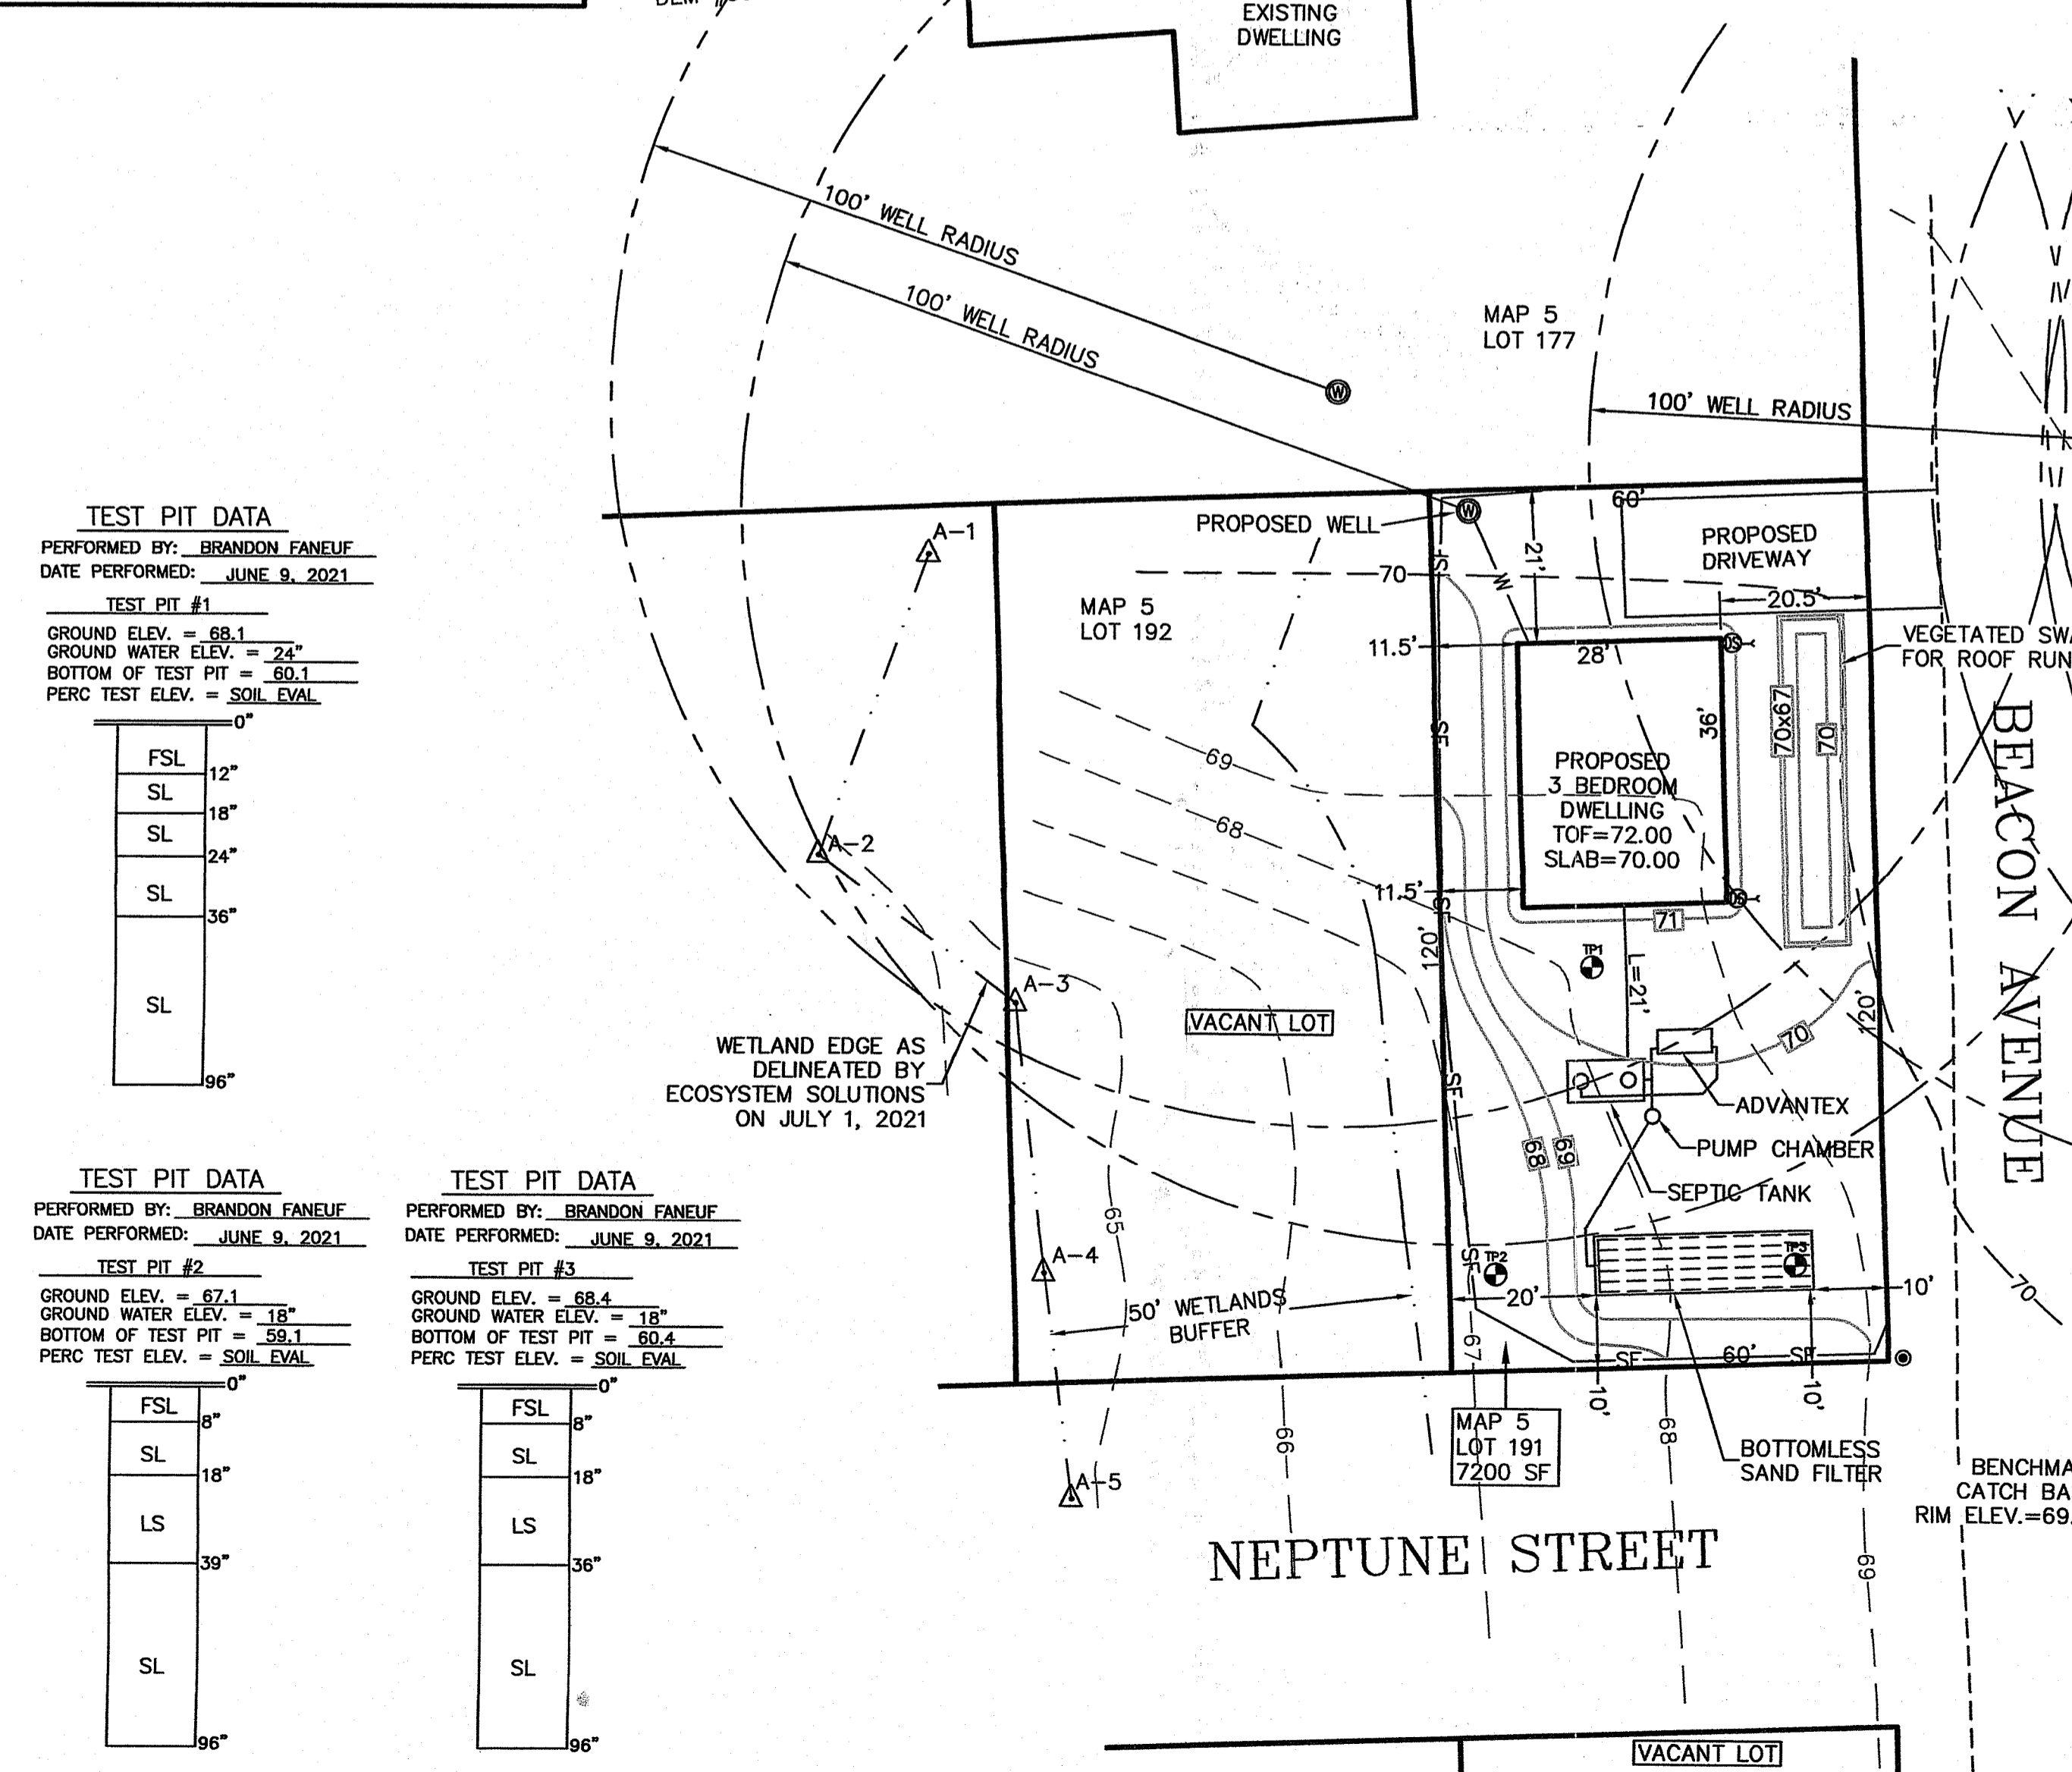 EXISTING
DWELLING
100' WELL RADIUS
100' WELL RADIUS
MAP 5
LOT 177
100' WELL RADIUS
W
W
TEST PIT DATA
PERFORMED BY: BRANDON FANEUF
DATE PERFORMED: JUNE 9, 2021
TEST PIT #1
GROUND ELEV. = 68.1
GROUND WATER ELEV. = 24"
BOTTOM OF TEST PIT = 60.1
PERC TEST ELEV. = SOIL EVAL
0"
FSL
12"
SL
18"
SL
24"
SL
36"
SL
96"
TEST PIT DATA
PERFORMED BY: BRANDON FANEUF
DATE PERFORMED: JUNE 9, 2021
TEST PIT #2
GROUND ELEV. = 67.1
GROUND WATER ELEV. = 18"
BOTTOM OF TEST PIT = 59.1
PERC TEST ELEV. = SOIL EVAL
0"
FSL
8"
SL
18"
LS
39"
SL
96"
TEST PIT DATA
PERFORMED BY: BRANDON FANEUF
DATE PERFORMED: JUNE 9, 2021
TEST PIT #3
GROUND ELEV. = 68.4
GROUND WATER ELEV. = 18"
BOTTOM OF TEST PIT = 60.4
PERC TEST ELEV. = SOIL EVAL
0"
FSL
8"
SL
18"
LS
36"
SL
96"
A-1
A-2
A-3
A-4
A-5
WETLAND EDGE AS
DELINEATED BY
ECOSYSTEM SOLUTIONS
ON JULY 1, 2021
MAP 5
LOT 192
PROPOSED WELL
70
69
68
VACANT LOT
65
66
67
68
69
50' WETLANDS
BUFFER
60'
21'
W
PROPOSED
DRIVEWAY
20.5'
11.5'
28'
36'
PROPOSED
3 BEDROOM
DWELLING
TOF=72.00
SLAB=70.00
11.5'
DS
DS
70x67
70
VEGETATED SWA
FOR ROOF RUN
71
SF
SF
SF
SF
SF
120'
TP1
L=21'
120'
70
ADVANTEX
PUMP CHAMBER
SEPTIC TANK
68
69
TP2
TP3
20'
10'
SF
60'
SF
10'
10'
MAP 5
LOT 191
7200 SF
BOTTOMLESS
SAND FILTER
BEACON AVENUE
70
BENCHMA
CATCH BA
RIM ELEV.=69.
NEPTUNE STREET
VACANT LOT